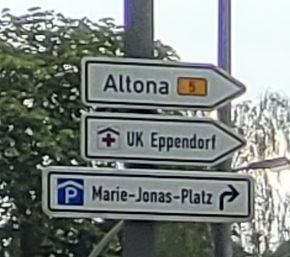 Altona 5
UK Eppendorf
P Marie-Jonas-Platz